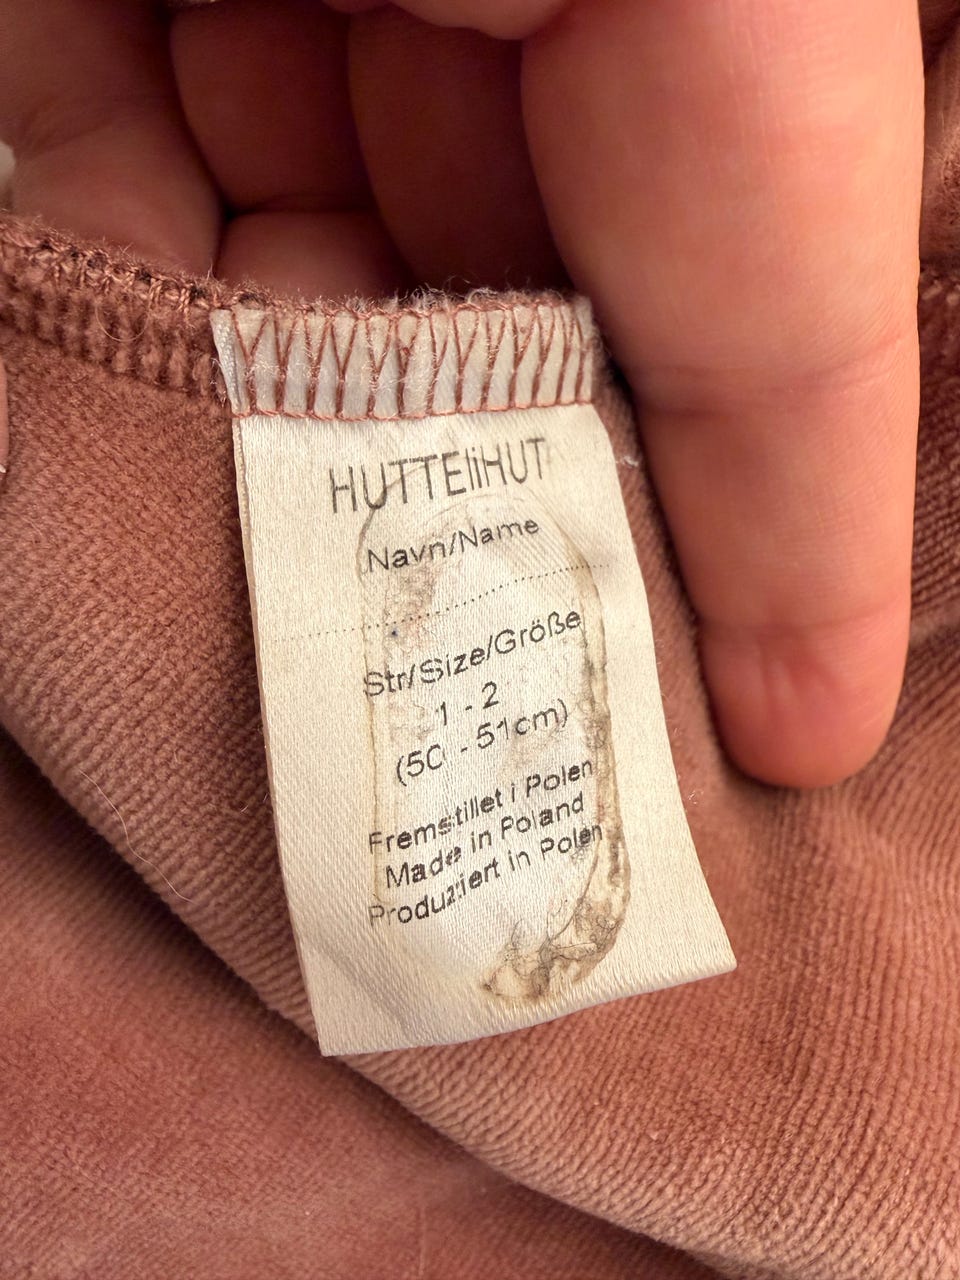 HUTTEliHUT
Navn/Name
Str/Size/Größe
1 - 2
(50 - 51cm)
Fremstillet i Polen
Made in Poland
Produziert in Polen